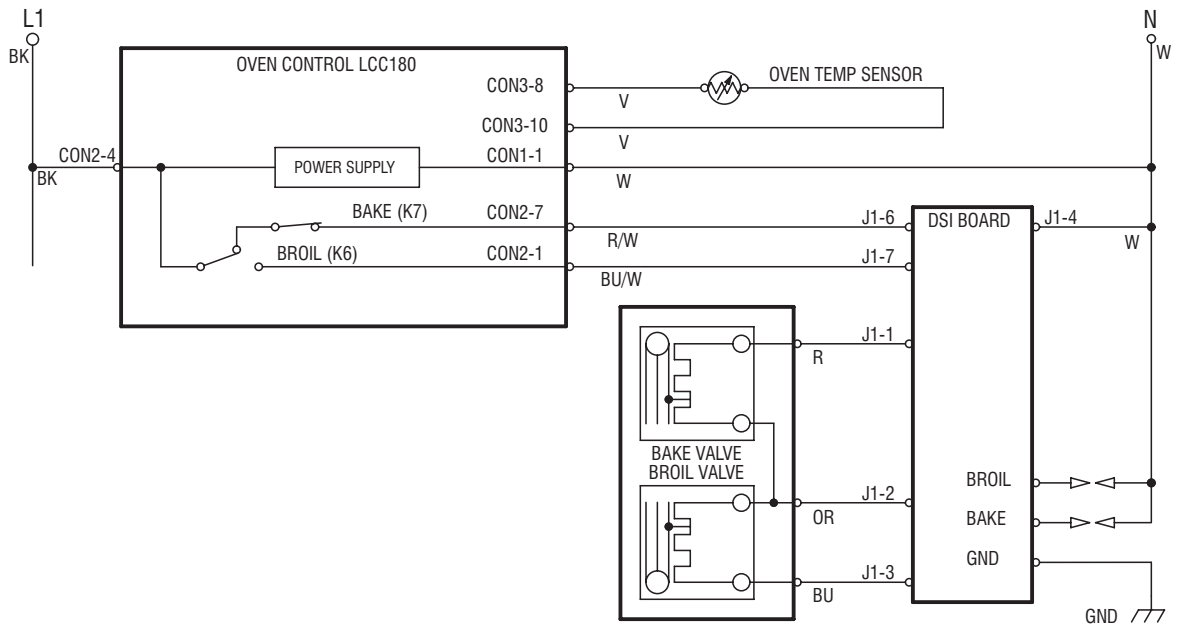 L1
N
BK
W
OVEN CONTROL LCC180
CON3-8
OVEN TEMP SENSOR
V
CON3-10
V
CON2-4
POWER SUPPLY
CON1-1
BK
W
BAKE (K7)
CON2-7
J1-6
DSI BOARD
J1-4
R/W
W
BROIL (K6)
CON2-1
J1-7
BU/W
J1-1
R
BAKE VALVE
BROIL VALVE
BROIL
J1-2
OR
BAKE
GND
J1-3
BU
GND